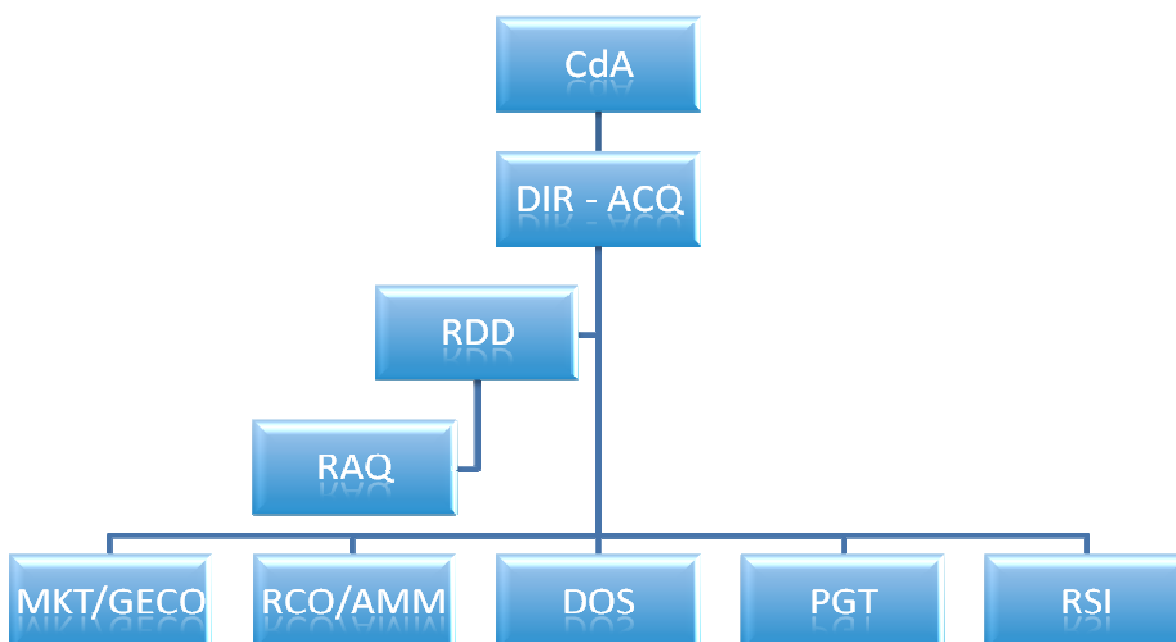 CdA
DIR - ACQ
RDD
RAQ
MKT/GECO
RCO/AMM
DOS
PGT
RSI